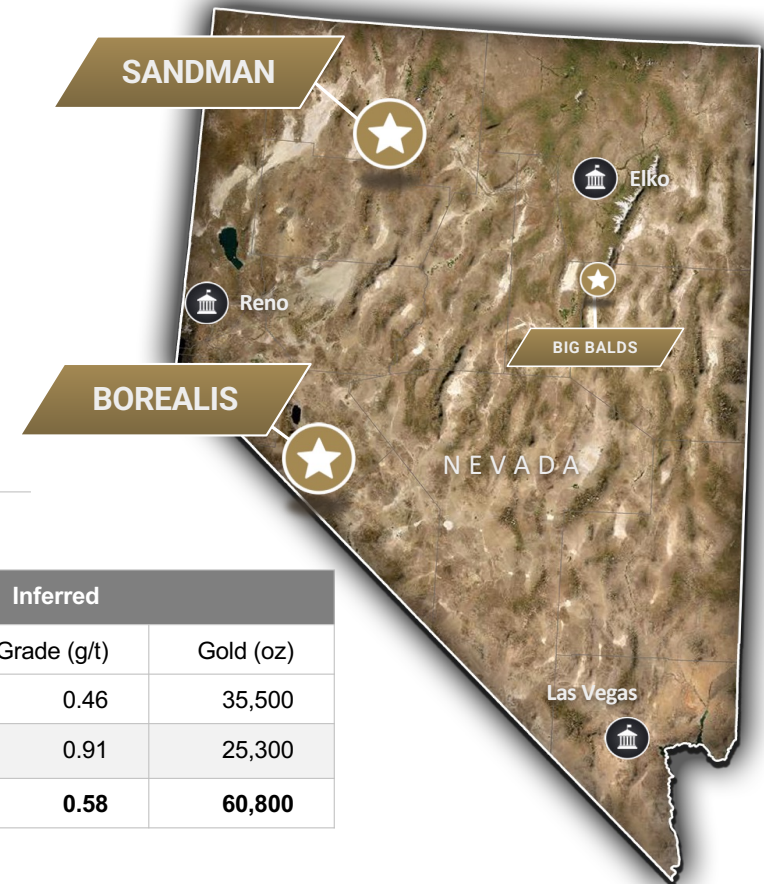 SANDMAN
Elko
Reno
BIG BALDS
BOREALIS
NEVADA
Inferred
Grade (g/t) Gold (oz)
0.46 35,500
0.91 25,300
0.58 60,800
Las Vegas